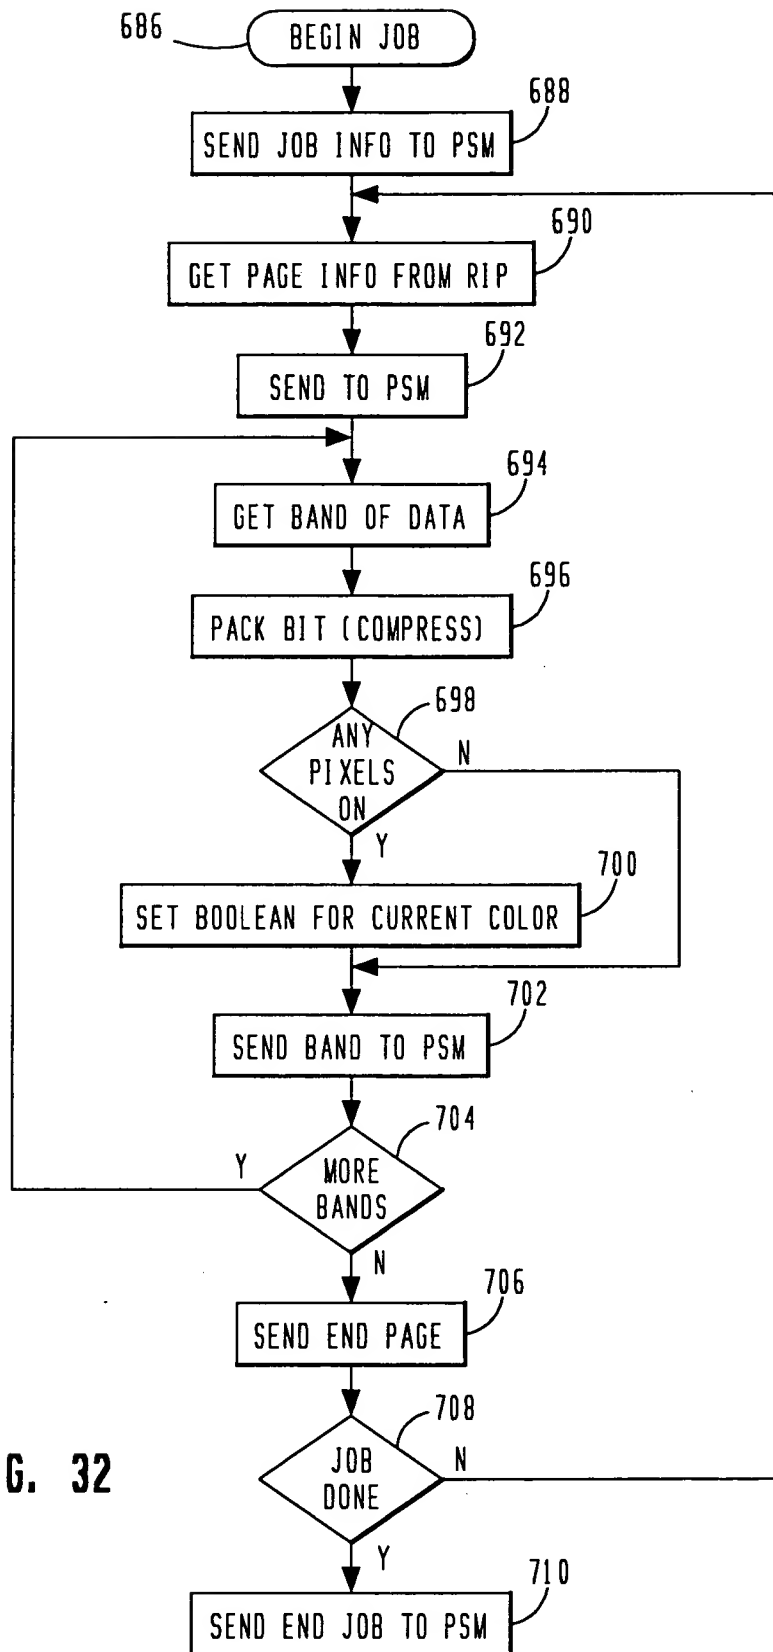 686
BEGIN JOB
688
SEND JOB INFO TO PSM
690
GET PAGE INFO FROM RIP
692
SEND TO PSM
694
GET BAND OF DATA
696
PACK BIT (COMPRESS)
698
ANY
PIXELS
ON
N
Y
700
SET BOOLEAN FOR CURRENT COLOR
702
SEND BAND TO PSM
704
Y
MORE
BANDS
N
706
SEND END PAGE
708
JOB
DONE
N
G. 32
Y
710
SEND END JOB TO PSM